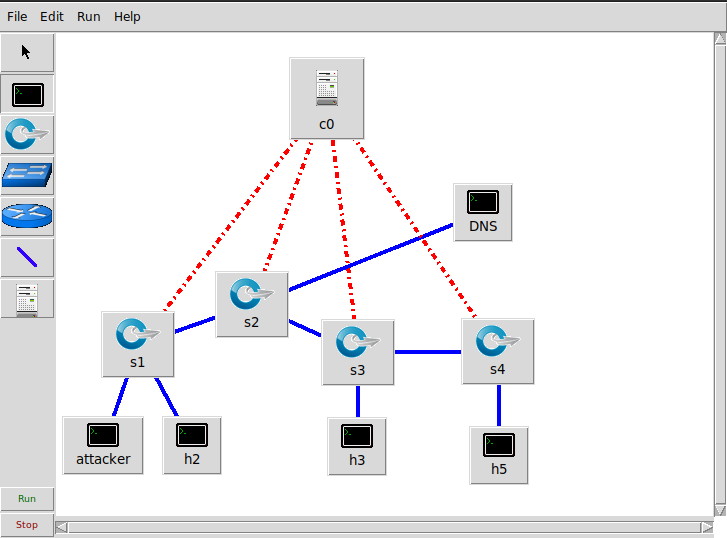 File Edit Run Help
c0
DNS
s2
s1
s3
s4
attacker
h2
h3
h5
Run
Stop